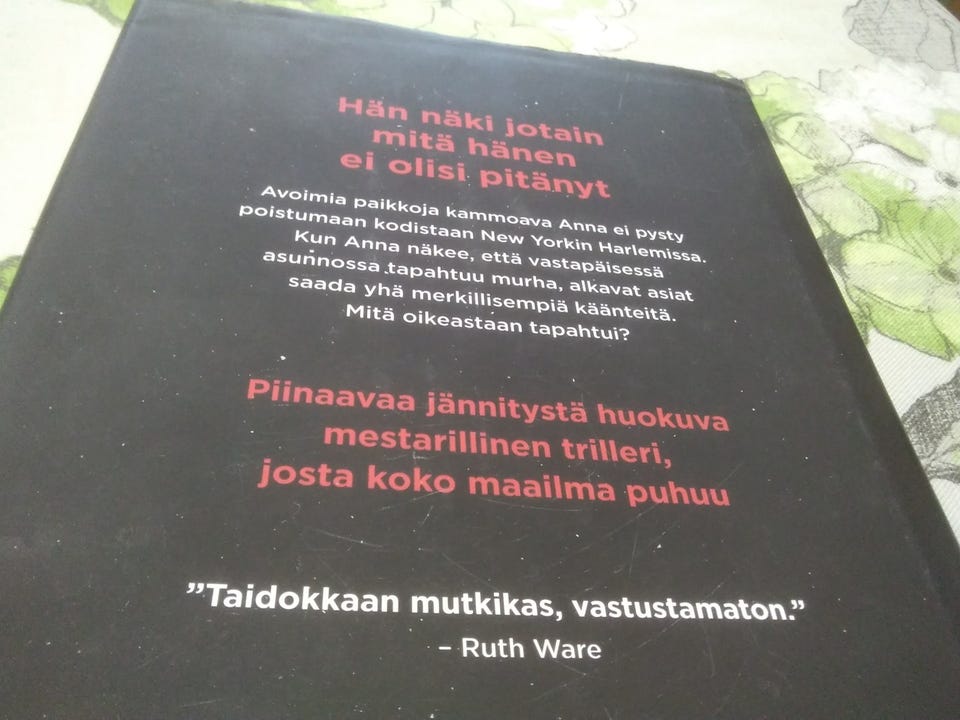 Hän näki jotain
mitä hänen
ei olisi pitänyt
Avoimia paikkoja kammoava Anna ei pysty
poistumaan kodistaan New Yorkin Harlemissa.
Kun Anna näkee, että vastapäisessä
asunnossa tapahtuu murha, alkavat asiat
saada yhä merkillisempiä käänteitä.
Mitä oikeastaan tapahtui?
Piinaavaa jännitystä huokuva
mestarillinen trilleri,
josta koko maailma puhuu
”Taidokkaan mutkikas, vastustamaton.”
– Ruth Ware